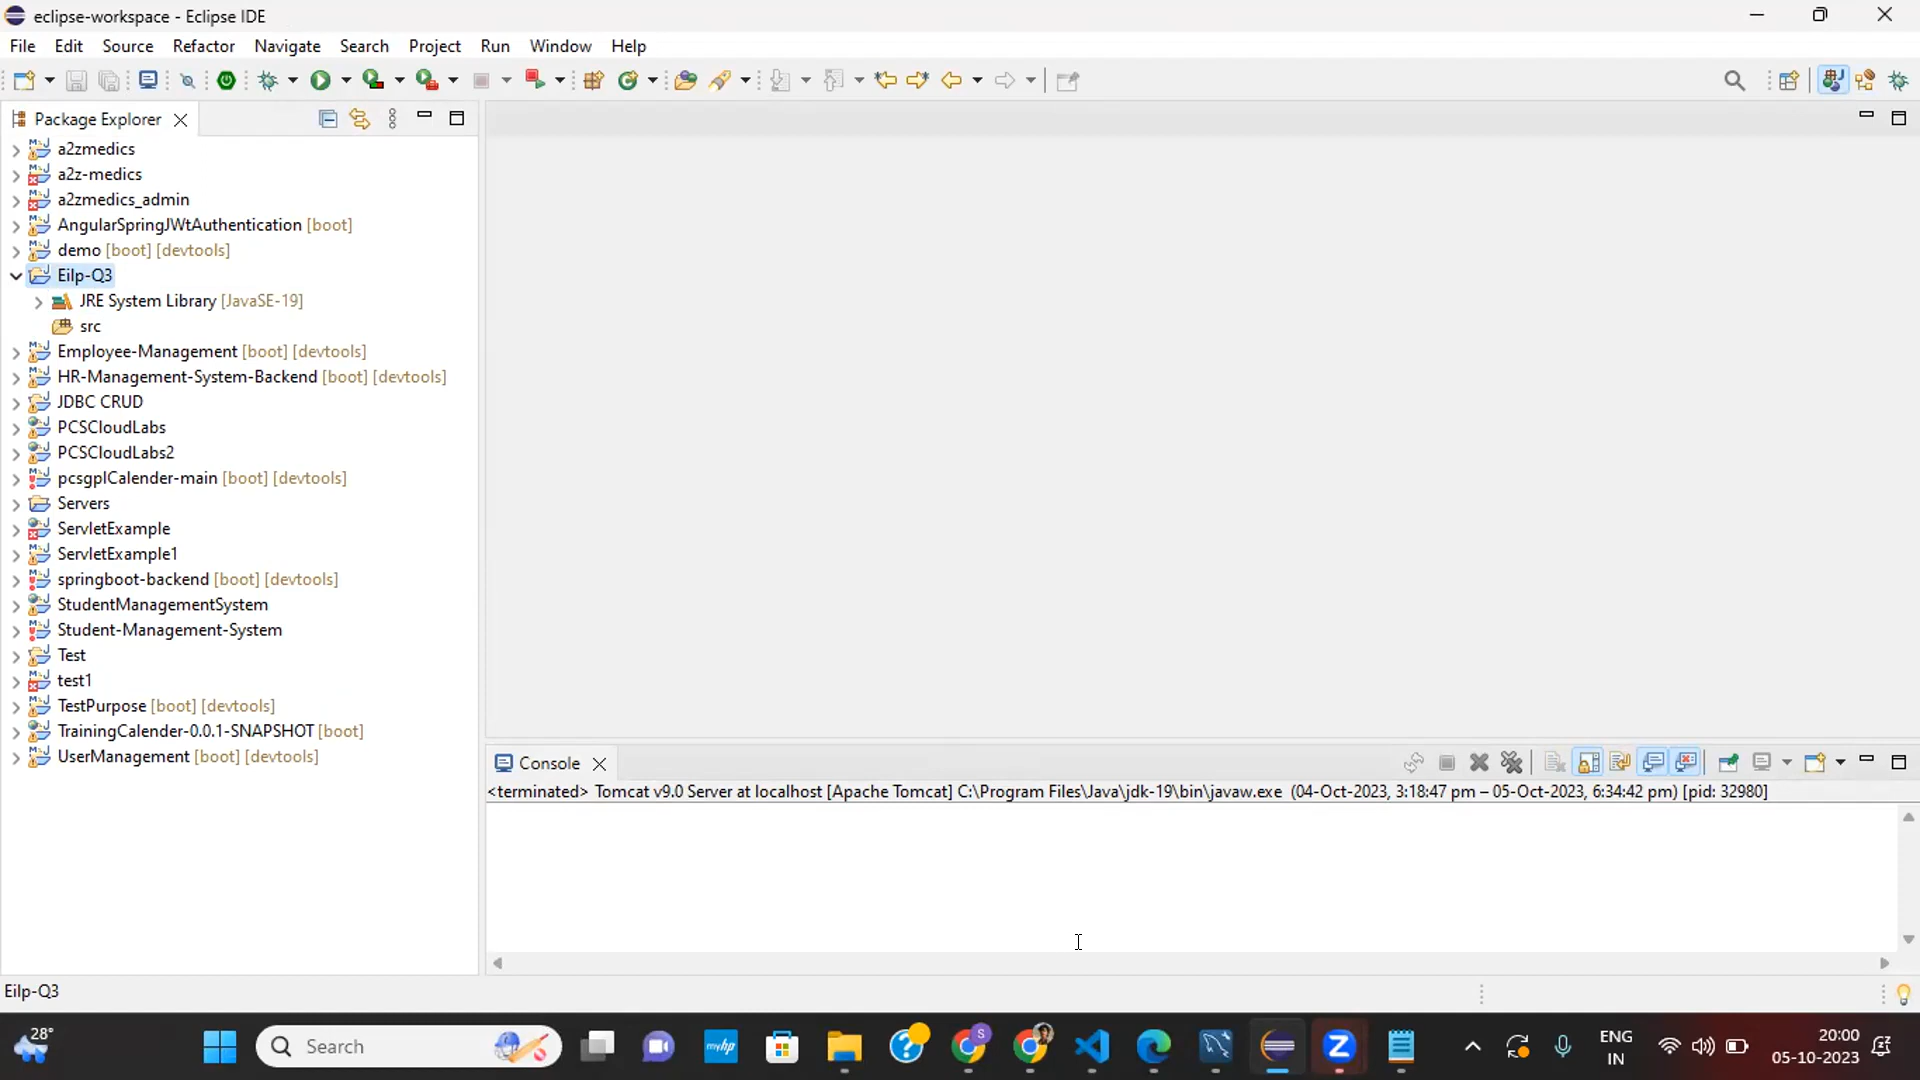 eclipse-workspace - Eclipse IDE
File Edit Source Refactor Navigate Search Project Run Window Help
Package Explorer
a2zmedics
a2z-medics
a2zmedics_admin
AngularSpringJWtAuthentication [boot]
demo [boot] [devtools]
Eilp-Q3
JRE System Library [JavaSE-19]
src
Employee-Management [boot] [devtools]
HR-Management-System-Backend [boot] [devtools]
JDBC CRUD
PCSCloudLabs
PCSCloudLabs2
pcsgplCalender-main [boot] [devtools]
Servers
ServletExample
ServletExample1
springboot-backend [boot] [devtools]
StudentManagementSystem
Student-Management-System
Test
test1
TestPurpose [boot] [devtools]
TrainingCalender-0.0.1-SNAPSHOT [boot]
UserManagement [boot] [devtools]
Console
<terminated> Tomcat v9.0 Server at localhost [Apache Tomcat] C:\Program Files\Java\jdk-19\bin\javaw.exe (04-Oct-2023, 3:18:47 pm – 05-Oct-2023, 6:34:42 pm) [pid: 32980]
Eilp-Q3
28°
Search
myhp
S
Z
ENG
IN
20:00
05-10-2023